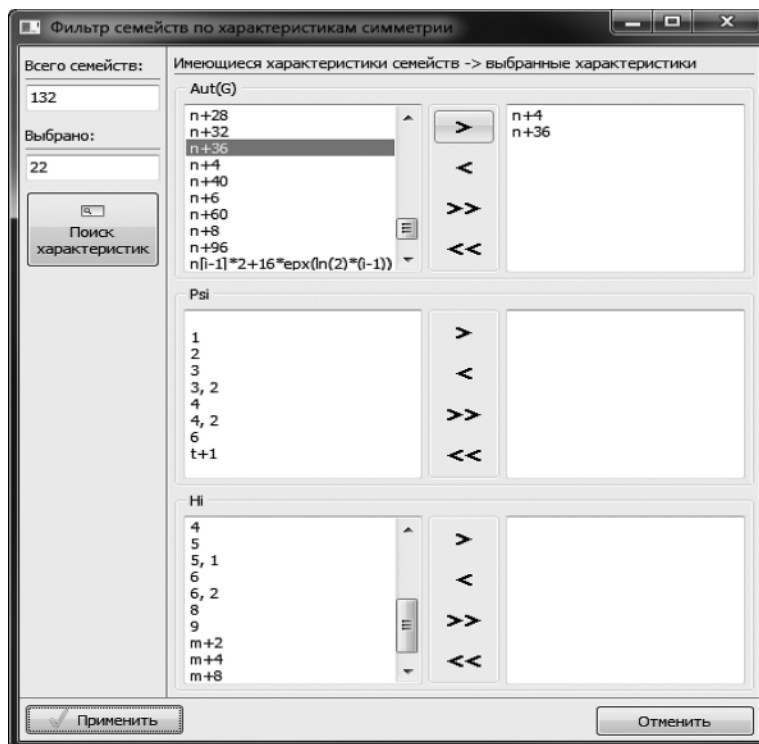 Фильтр семейств по характеристикам симметрии
Всего семейств:
132
Выбрано:
22
Поиск
характеристик
Имеющиеся характеристики семейств -> выбранные характеристики
Aut(G)
n+28
n+32
n+36
n+4
n+40
n+6
n+60
n+8
n+96
n[i-1]*2+16*epx(ln(2)*(i-1))
>
<
>>
<<
n+4
n+36
Psi
1
2
3
3, 2
4
4, 2
6
t+1
>
<
>>
<<
Hi
4
5
5, 1
6
6, 2
8
9
m+2
m+4
m+8
>
<
>>
<<
Применить
Отменить